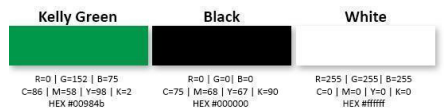 Kelly Green
Black
White
R=0 | G=152 | B=75
C=86 | M=58 | Y=98 | K=2
HEX #00984b
R=0 | G=0| B=0
C=75 | M=68 | Y=67 | K=90
HEX #000000
R=255 | G=255| B=255
C=0 | M=0 | Y=0 | K=0
HEX #ffffff